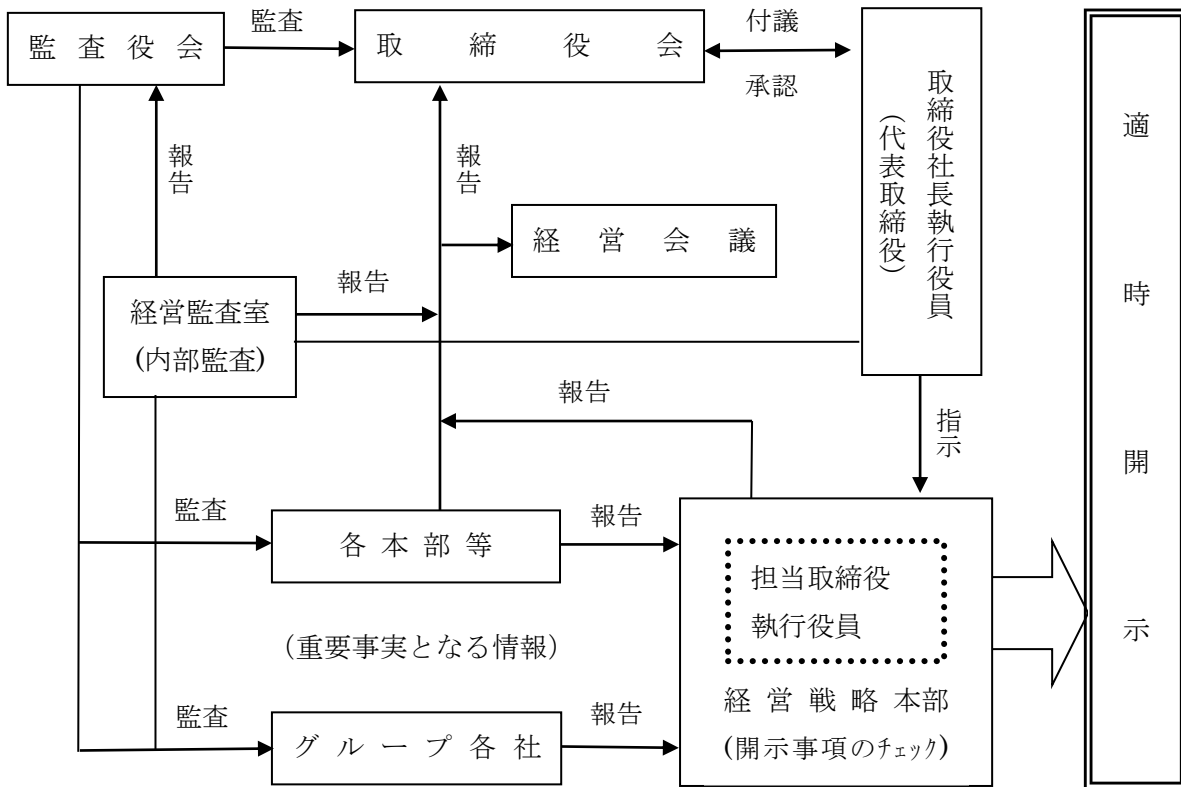 監査役会
監査
取締役会
付議
承認
取締役社長執行役員
(代表取締役)
適時開示
報告
報告
経営会議
経営監査室
(内部監査)
報告
報告
指示
監査
各本部等
報告
担当取締役
執行役員
(重要事実となる情報)
経営戦略本部
(開示事項のチェック)
監査
グループ各社
報告